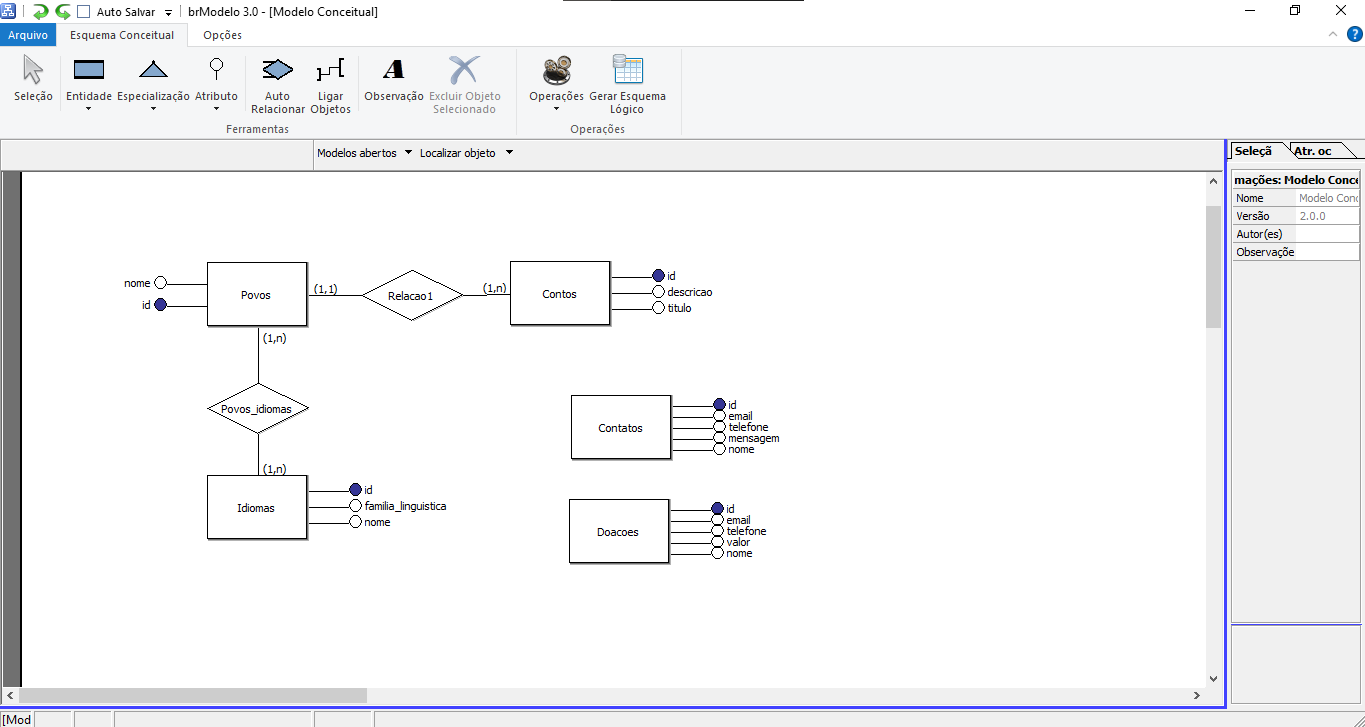 Auto Salvar
brModelo 3.0 - [Modelo Conceitual]
Arquivo Esquema Conceitual Opções
?
Seleção Entidade Especialização Atributo Auto Relacionar Ligar Objetos A Observação Excluir Objeto Selecionado Operações Gerar Esquema Lógico
Ferramentas Operações
Modelos abertos Localizar objeto
Seleçã Atr. oc
mações: Modelo Conce
Nome Modelo Conc
Versão 2.0.0
Autor(es)
Observaçõe
nome
id
Povos
(1,1)
Relacao1
(1,n)
Contos
id
descricao
titulo
(1,n)
Povos_idiomas
(1,n)
Idiomas
id
familia_linguistica
nome
Contatos
id
email
telefone
mensagem
nome
Doacoes
id
email
telefone
valor
nome
[Mod